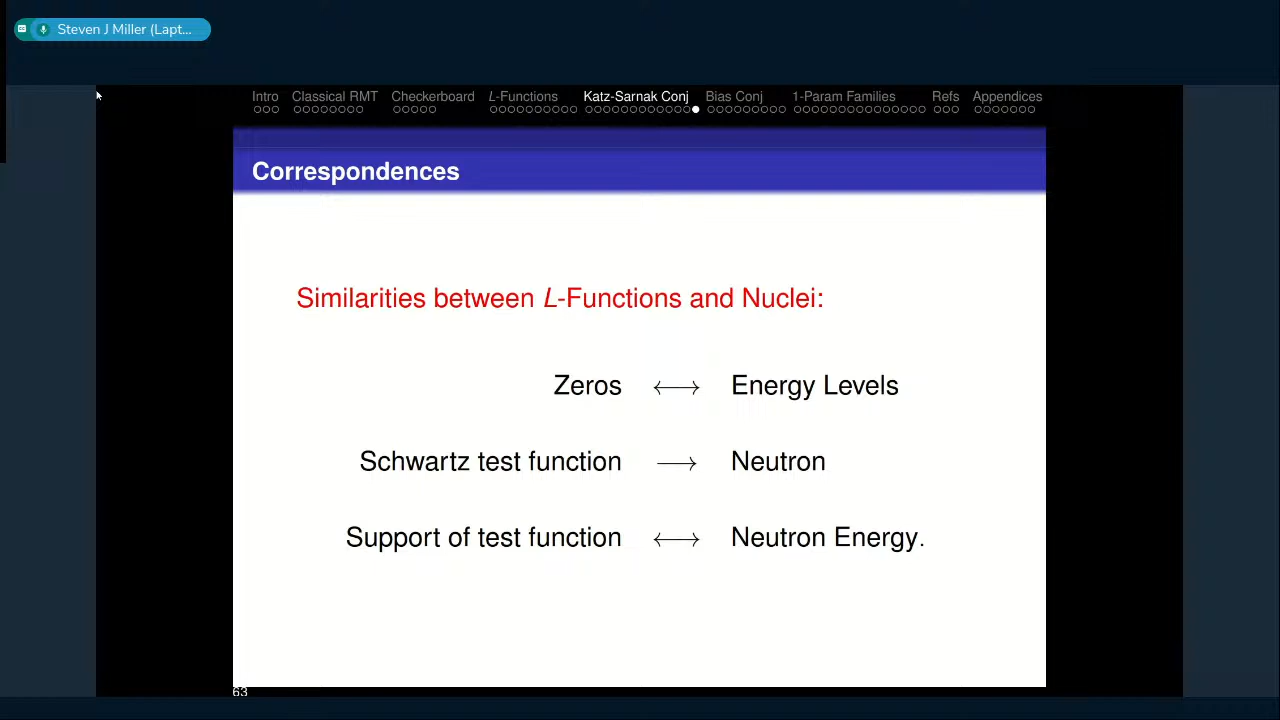 Steven J Miller (Lapt...
Intro Classical RMT Checkerboard L-Functions Katz-Sarnak Conj Bias Conj 1-Param Families Refs Appendices
Correspondences
Similarities between L-Functions and Nuclei:
Zeros ⟷ Energy Levels
Schwartz test function ⟶ Neutron
Support of test function ⟷ Neutron Energy.
63